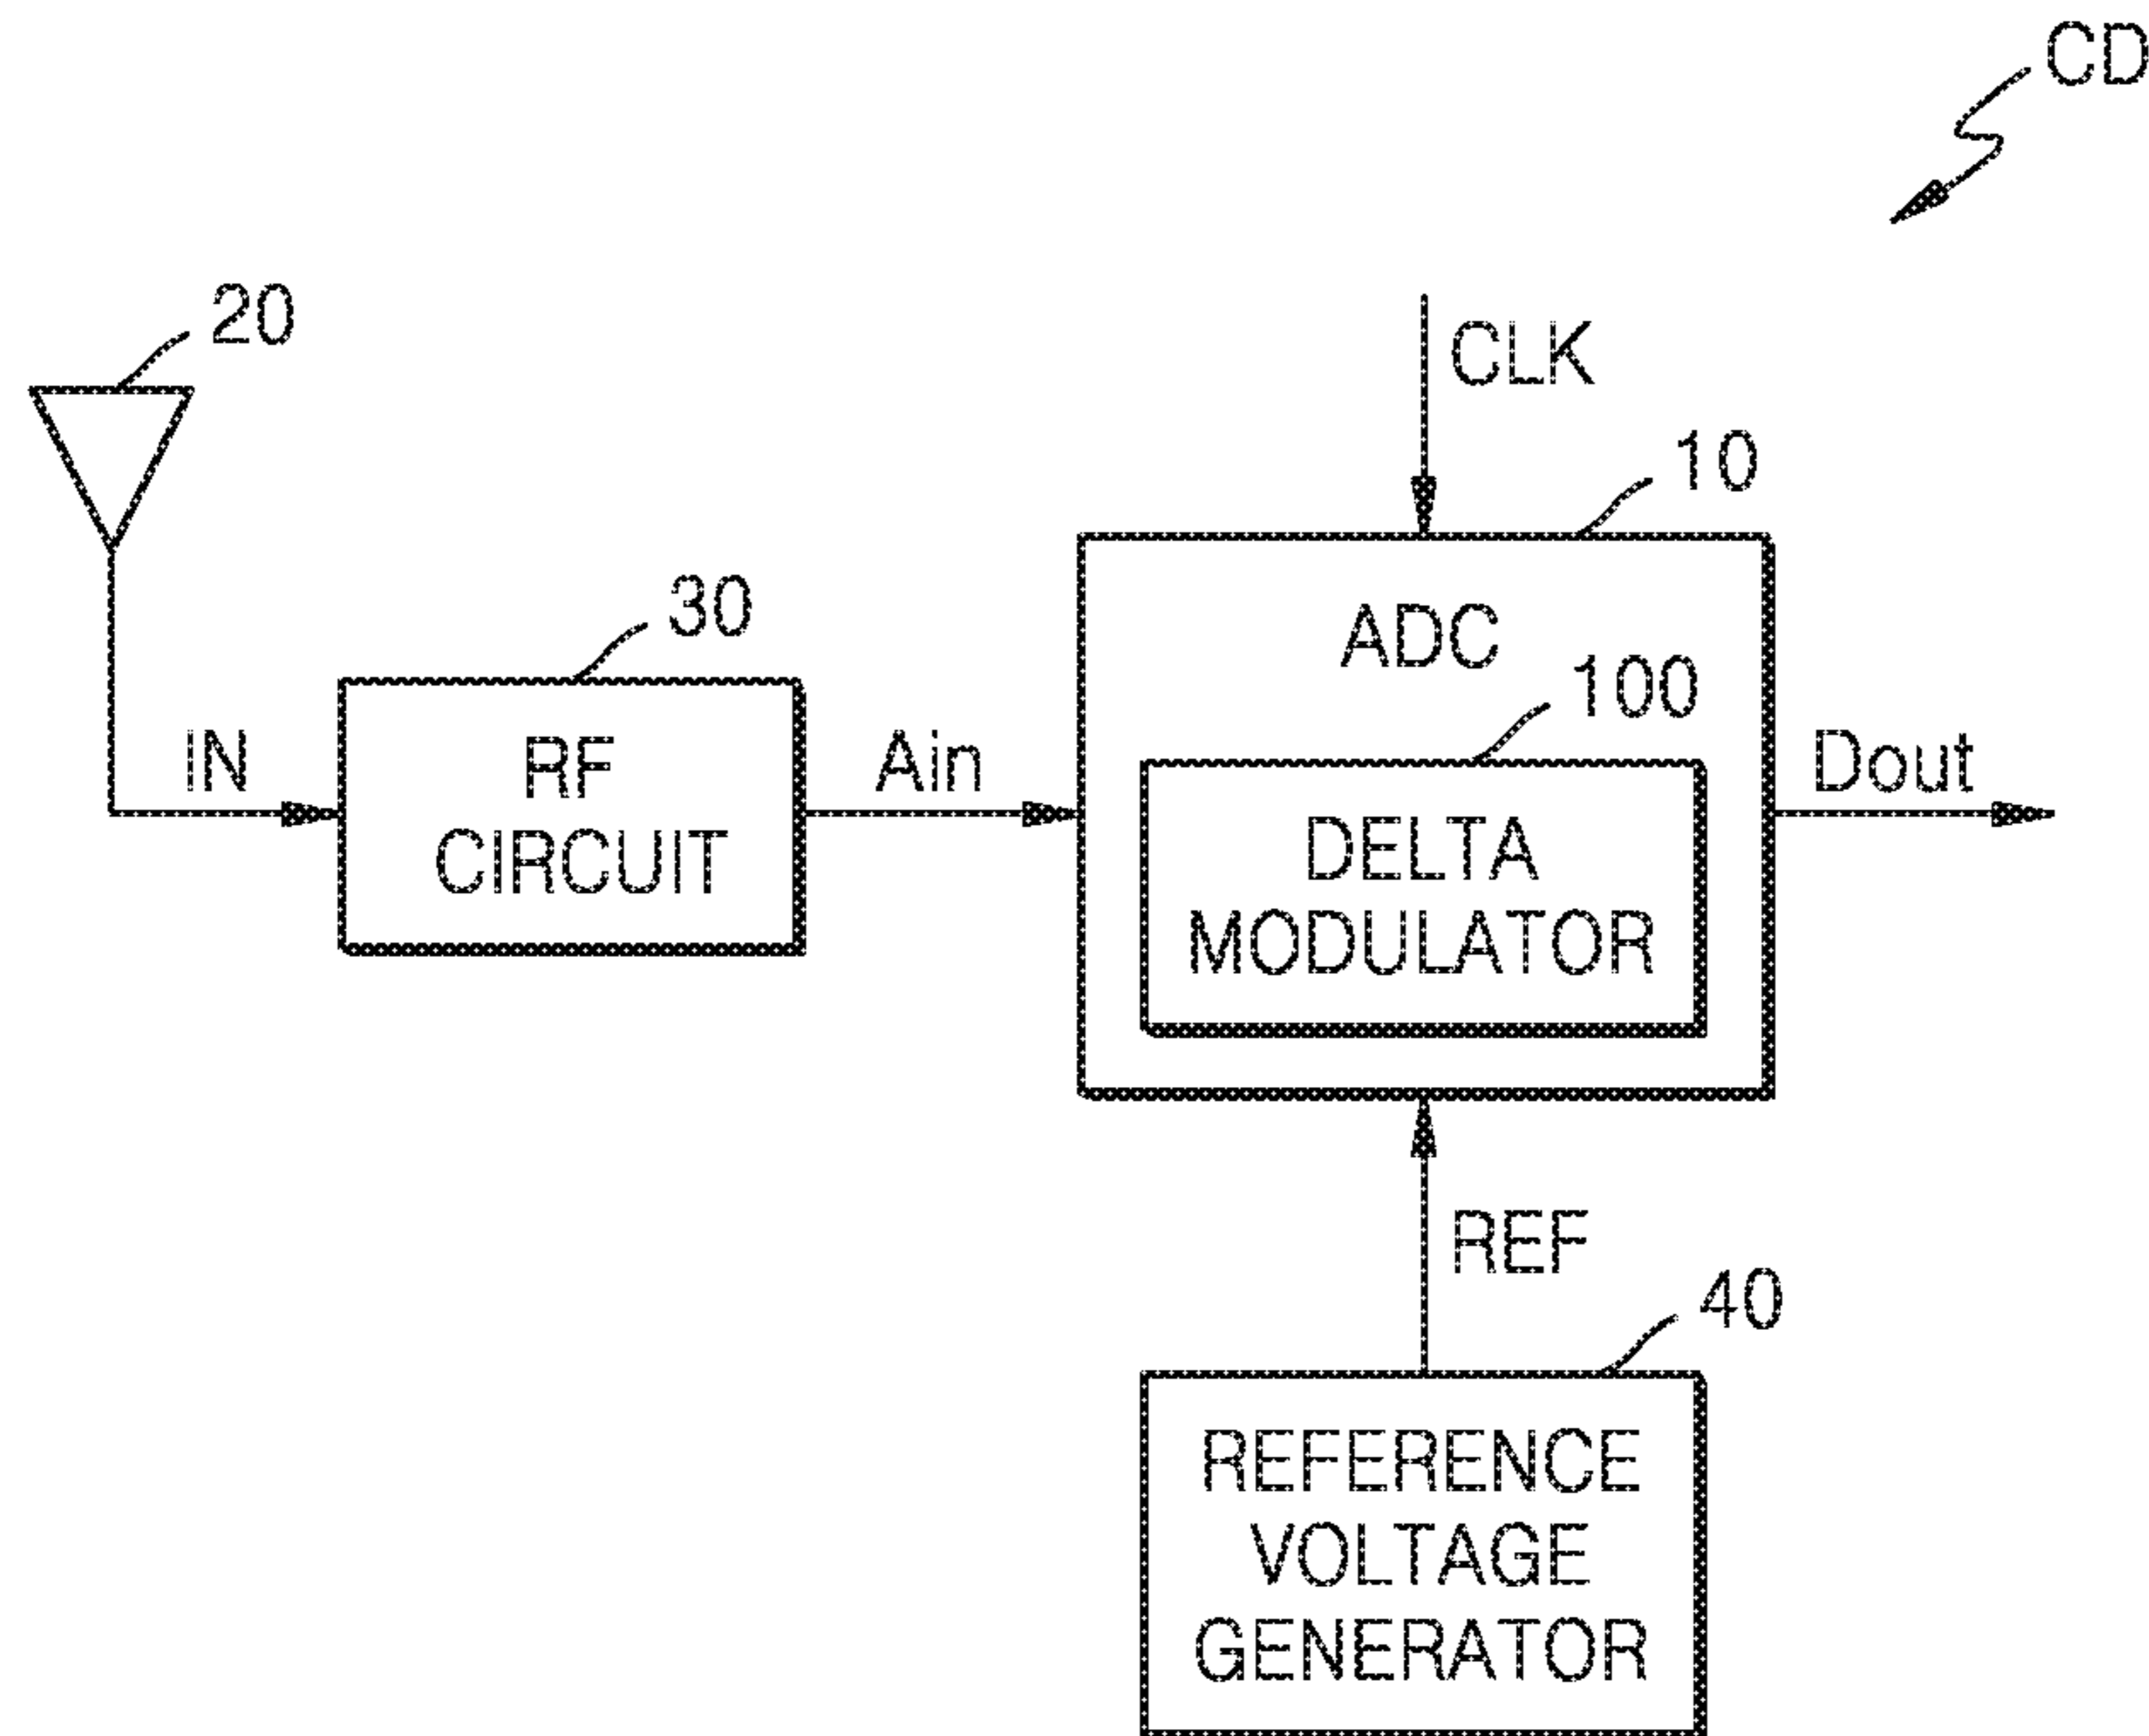 CD
20
CLK
10
30
ADC
100
IN
RF
CIRCUIT
Ain
DELTA
MODULATOR
Dout
REF
40
REFERENCE
VOLTAGE
GENERATOR